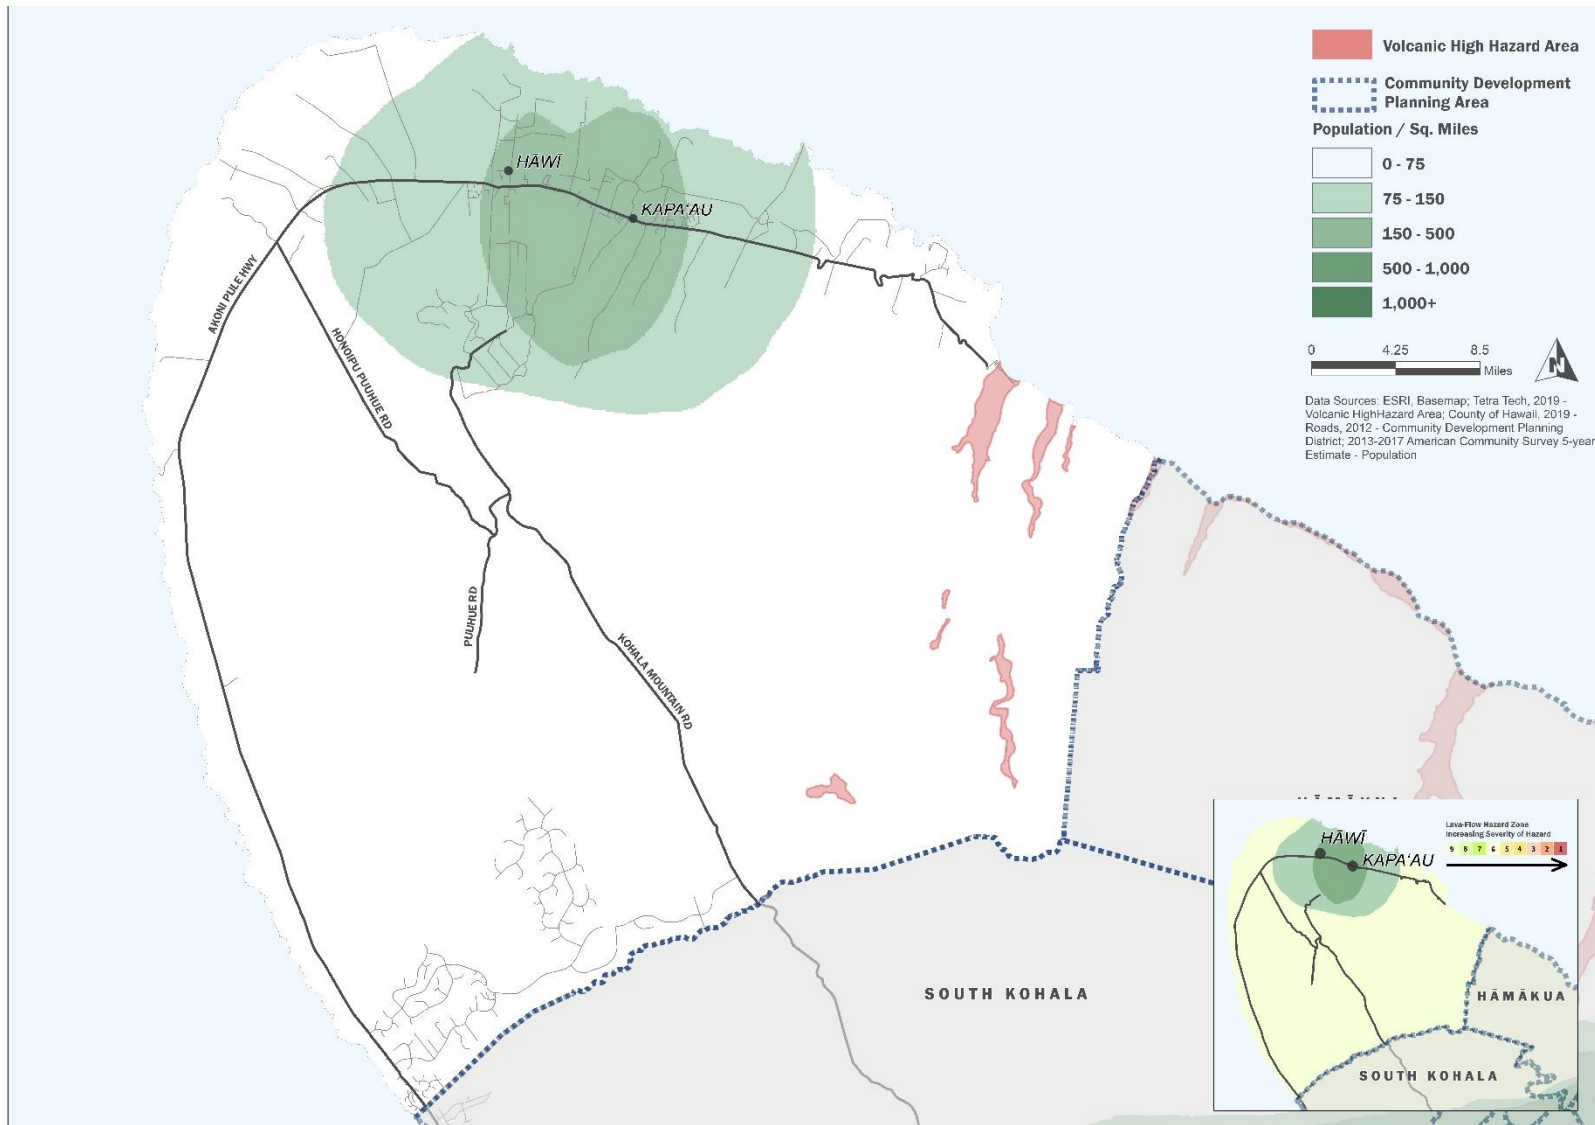 HĀWĪ
KAPAʻAU
AKONI PULE HWY
HONOIPU PUUHUE RD
PUUHUE RD
KOHALA MOUNTAIN RD
SOUTH KOHALA
Volcanic High Hazard Area
Community Development
Planning Area
Population / Sq. Miles
0 - 75
75 - 150
150 - 500
500 - 1,000
1,000+
0 4.25 8.5
Miles
N
Data Sources: ESRI, Basemap; Tetra Tech, 2019 -
Volcanic HighHazard Area; County of Hawaii, 2019 -
Roads, 2012 - Community Development Planning
District; 2013-2017 American Community Survey 5-year
Estimate - Population
Lava-Flow Hazard Zone
Increasing Severity of Hazard
9 8 7 6 5 4 3 2 1
HĀWĪ
KAPAʻAU
HĀMĀKUA
SOUTH KOHALA